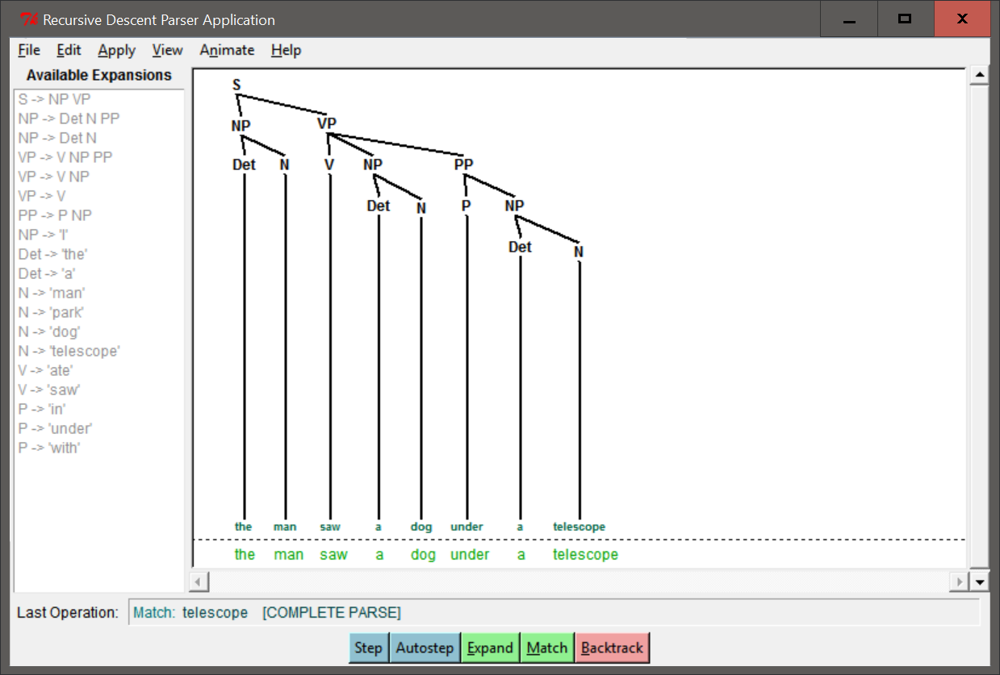 Recursive Descent Parser Application
File Edit Apply View Animate Help
Available Expansions
S -> NP VP
NP -> Det N PP
NP -> Det N
VP -> V NP PP
VP -> V NP
VP -> V
PP -> P NP
NP -> 'I'
Det -> 'the'
Det -> 'a'
N -> 'man'
N -> 'park'
N -> 'dog'
N -> 'telescope'
V -> 'ate'
V -> 'saw'
P -> 'in'
P -> 'under'
P -> 'with'
S
NP VP
Det N V NP PP
Det N P NP
Det N
the man saw a dog under a telescope
the man saw a dog under a telescope
Last Operation: Match: telescope [COMPLETE PARSE]
Step Autostep Expand Match Backtrack